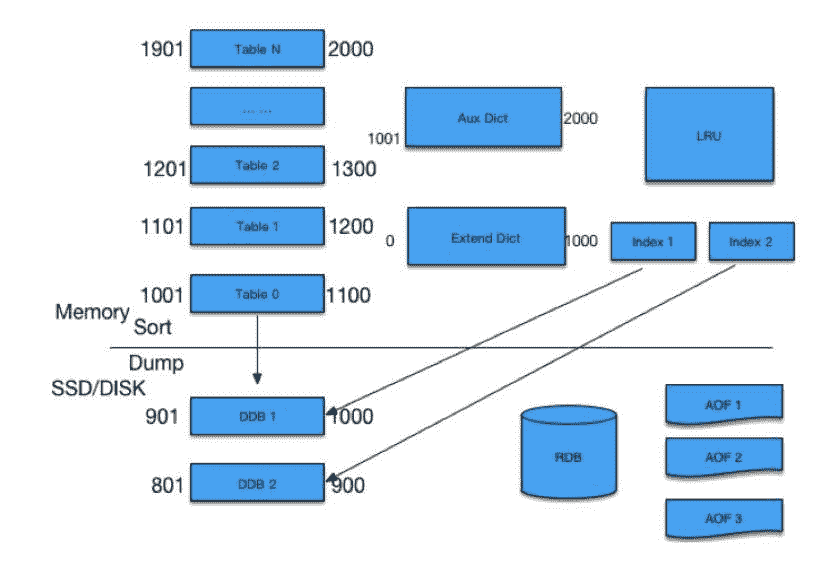 1901 Table N 2000
... ...
Aux Dict 2000
1001
LRU
1201 Table 2 1300
1101 Table 1 1200
0 Extend Dict 1000
Index 1 Index 2
1001 Table 0 1100
Memory
Sort
Dump
SSD/DISK
901 DDB 1 1000
801 DDB 2 900
RDB
AOF 1
AOF 2
AOF 3